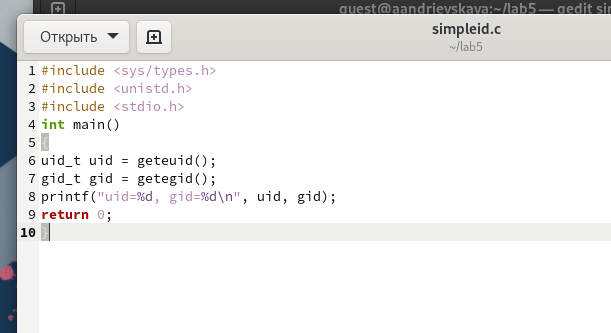 guest@aandrievskaya:~/lab5 — gedit si
Открыть
simpleid.c
~/lab5
1 #include <sys/types.h>
2 #include <unistd.h>
3 #include <stdio.h>
4 int main()
5 {
6 uid_t uid = geteuid();
7 gid_t gid = getegid();
8 printf("uid=%d, gid=%d\n", uid, gid);
9 return 0;
10 }